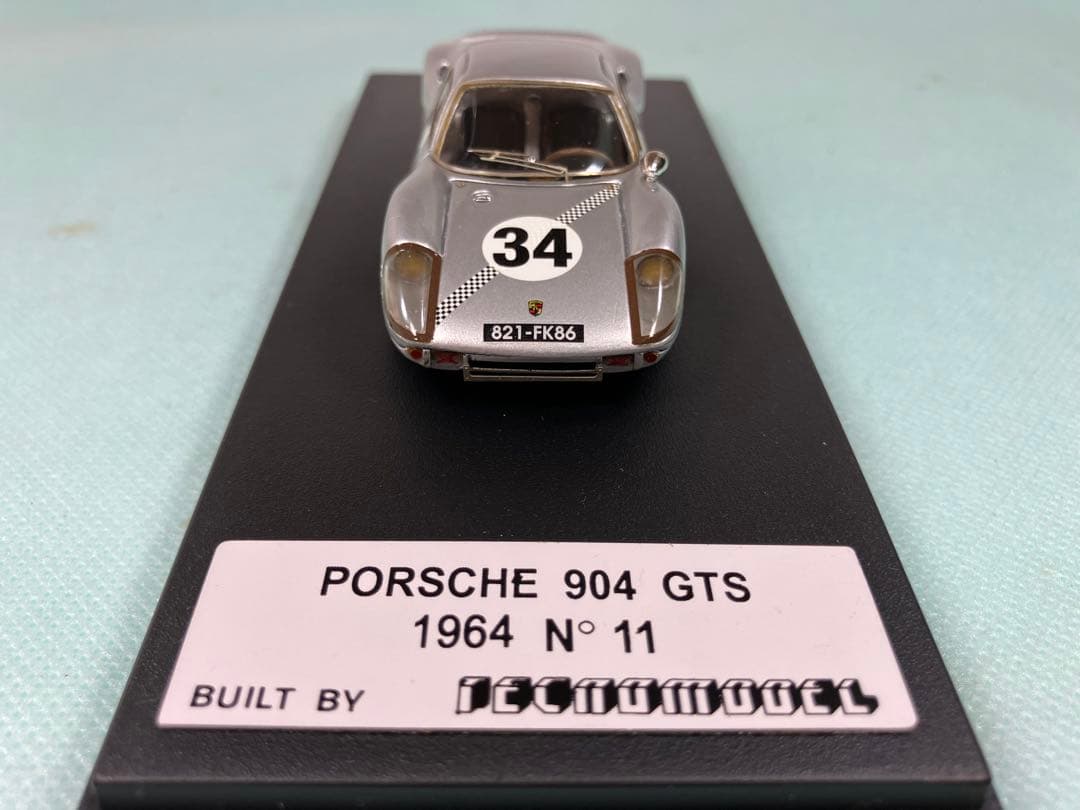 34
821-FK86
PORSCHE 904 GTS
1964 N° 11
BUILT BY TECNOMODEL